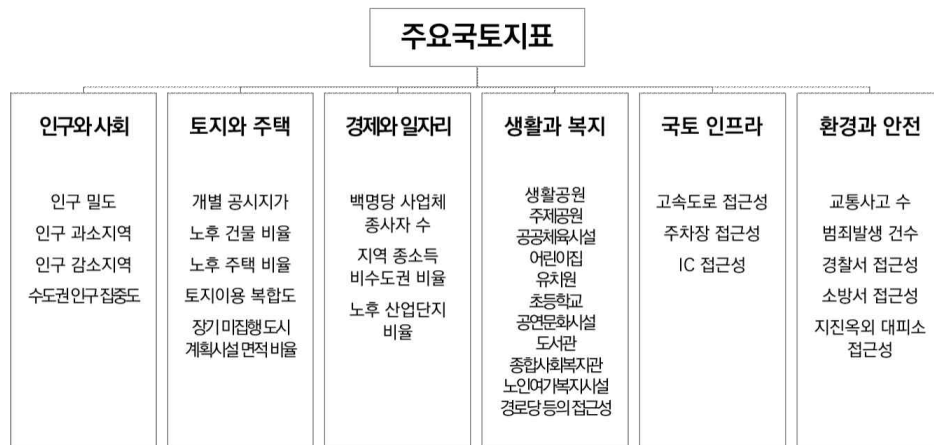 주요국토지표
인구와 사회
인구 밀도
인구 과소지역
인구 감소지역
수도권 인구 집중도
토지와 주택
개별 공시지가
노후 건물 비율
노후 주택 비율
토지이용 복합도
장기 미집행 도시
계획시설 면적 비율
경제와 일자리
백명당 사업체
종사자 수
지역 총소득
비수도권 비율
노후 산업단지
비율
생활과 복지
생활공원
주제공원
공공체육시설
어린이집
유치원
초등학교
공연문화시설
도서관
종합사회복지관
노인여가복지시설
경로당 등의 접근성
국토 인프라
고속도로 접근성
주차장 접근성
IC 접근성
환경과 안전
교통사고 수
범죄발생 건수
경찰서 접근성
소방서 접근성
지진옥외 대피소
접근성